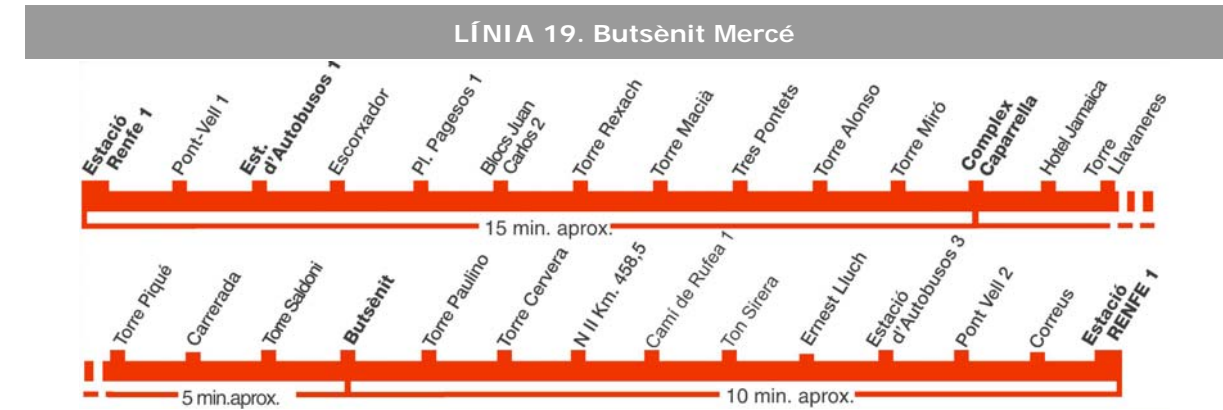 LÍNIA 19. Butsènit Mercé
Estació
Renfe 1
Pont-Vell 1
Est.
d'Autobusos 1
Escorxador
Pl. Pagesos 1
Blocs Juan
Carlos 2
Torre Rexach
Torre Macià
Tres Pontets
Torre Alonso
Torre Miró
Complex
Caparrella
Hotel Jamaica
Torre
Llavaneres
15 min. aprox.
Torre Piqué
Carrerada
Torre Saldoni
Butsènit
Torre Paulino
Torre Cervera
N II Km. 458,5
Camí de Rufea 1
Ton Sirera
Ernest Lluch
Estació
d'Autobusos 3
Pont Vell 2
Correus
Estació
RENFE 1
5 min.aprox.
10 min. aprox.